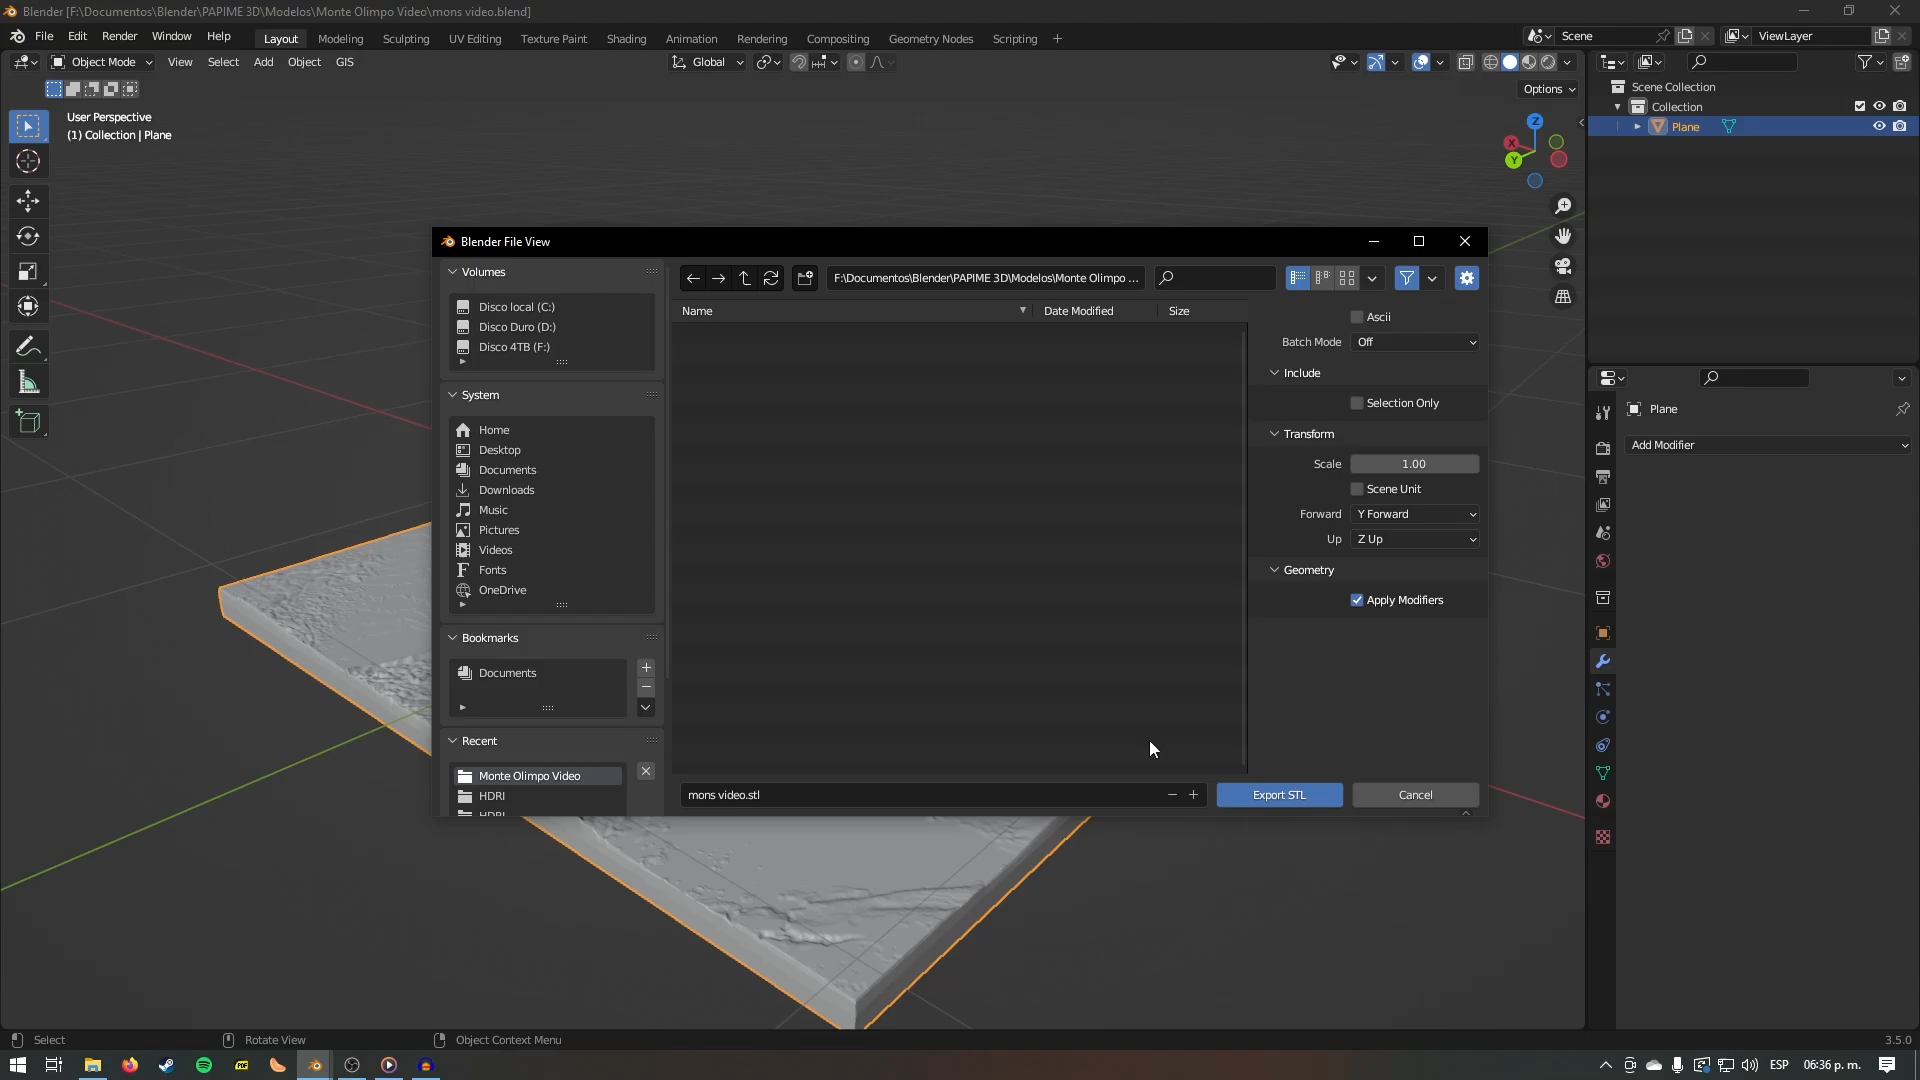 Blender [F:\Documentos\Blender\PAPIME 3D\Modelos\Monte Olimpo Video\mons video.blend]
File Edit Render Window Help Layout Modeling Sculpting UV Editing Texture Paint Shading Animation Rendering Compositing Geometry Nodes Scripting + Scene ViewLayer
Object Mode View Select Add Object GIS Global
Options
User Perspective
(1) Collection | Plane
Z
X
Y
Scene Collection
Collection
Plane
Blender File View
Volumes
Disco local (C:)
Disco Duro (D:)
Disco 4TB (F:)
System
Home
Desktop
Documents
Downloads
Music
Pictures
Videos
Fonts
OneDrive
Bookmarks
Documents
Recent
Monte Olimpo Video
HDRI
HDRI
F:\Documentos\Blender\PAPIME 3D\Modelos\Monte Olimpo ...
Name Date Modified Size
Ascii
Batch Mode Off
Include
Selection Only
Transform
Scale 1.00
Scene Unit
Forward Y Forward
Up Z Up
Geometry
Apply Modifiers
mons video.stl
Export STL Cancel
Plane
Add Modifier
Select Rotate View Object Context Menu 3.5.0
ESP 06:36 p. m.